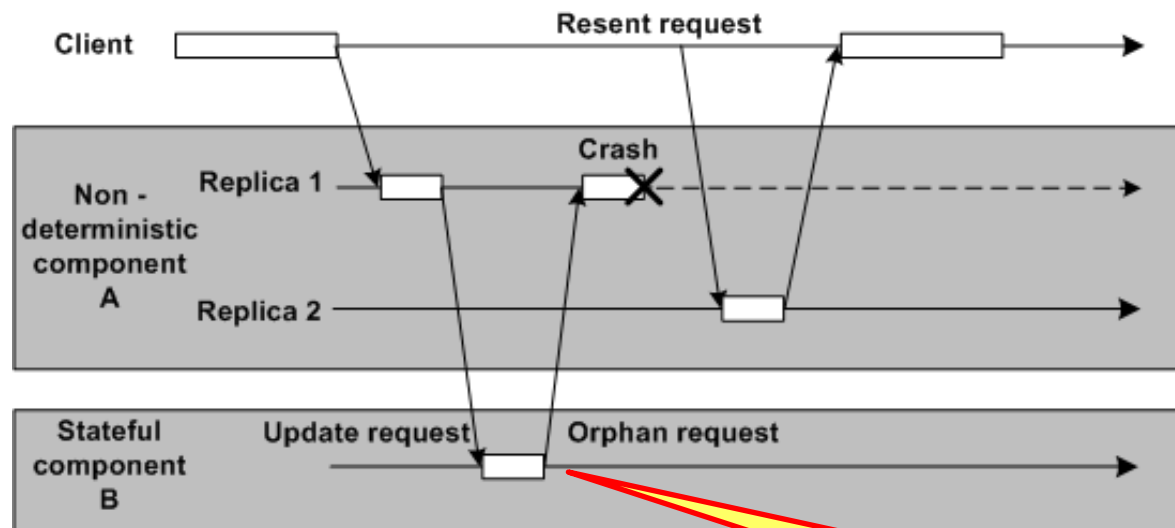 Client
Resent request
Crash
Replica 1
Non -
deterministic
component
A
Replica 2
Stateful
component
B
Update request
Orphan request